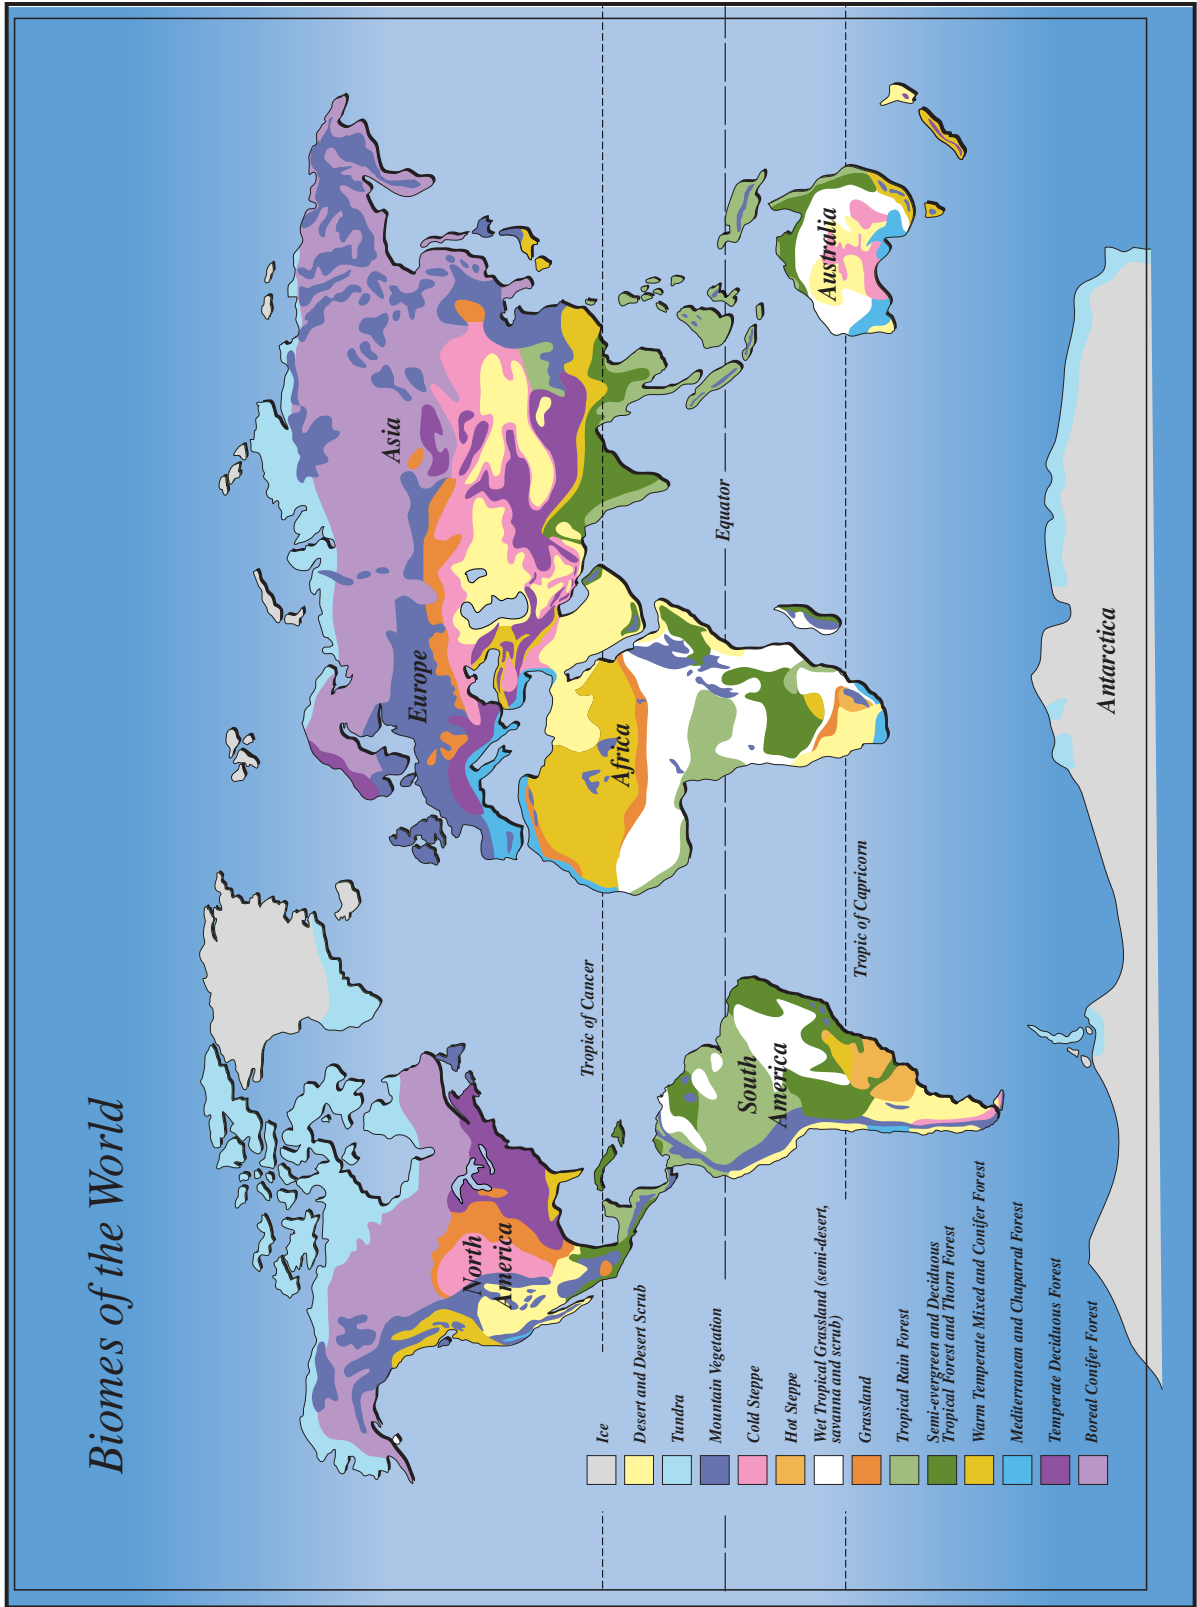 Biomes of the World
North
America
South
America
Europe
Asia
Africa
Australia
Antarctica
Tropic of Cancer
Equator
Tropic of Capricorn
Ice
Desert and Desert Scrub
Tundra
Mountain Vegetation
Cold Steppe
Hot Steppe
Wet Tropical Grassland (semi-desert,
savanna and scrub)
Grassland
Tropical Rain Forest
Semi-evergreen and Deciduous
Tropical Forest and Thorn Forest
Warm Temperate Mixed and Conifer Forest
Mediterranean and Chaparral Forest
Temperate Deciduous Forest
Boreal Conifer Forest